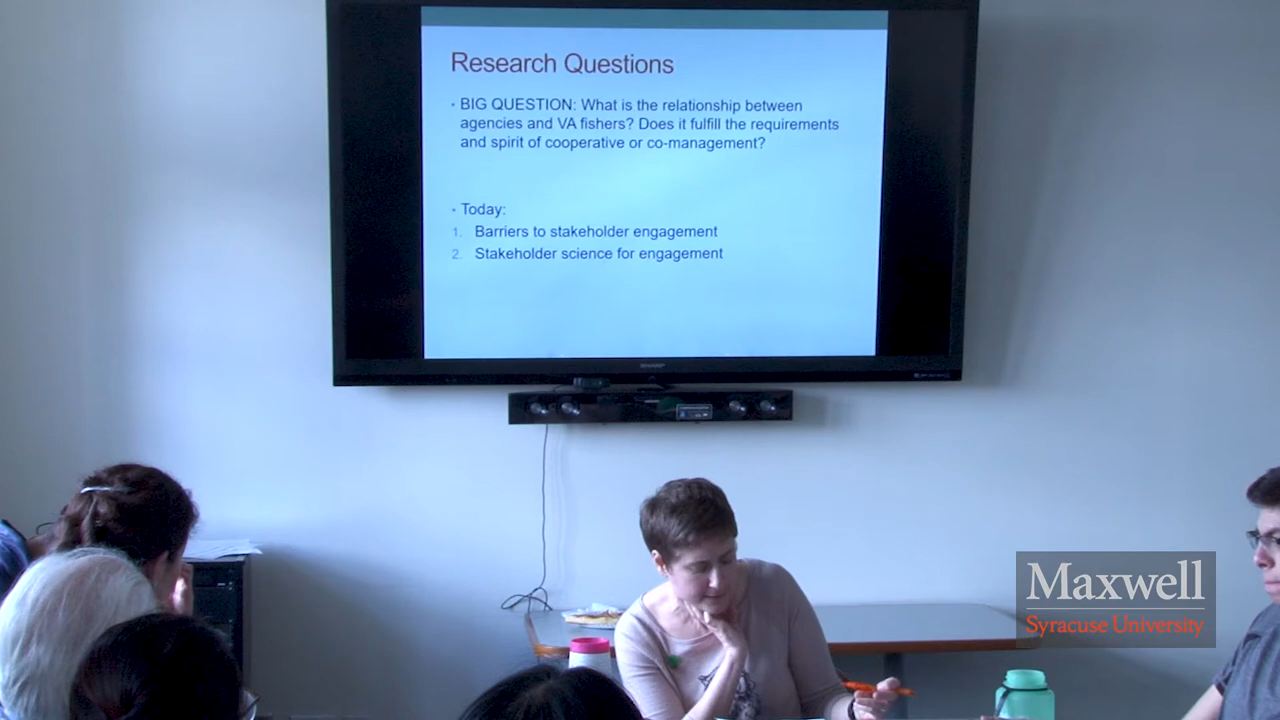 Research Questions
• BIG QUESTION: What is the relationship between
agencies and VA fishers? Does it fulfill the requirements
and spirit of cooperative or co-management?
• Today:
1. Barriers to stakeholder engagement
2. Stakeholder science for engagement
SHARP
Maxwell
Syracuse University